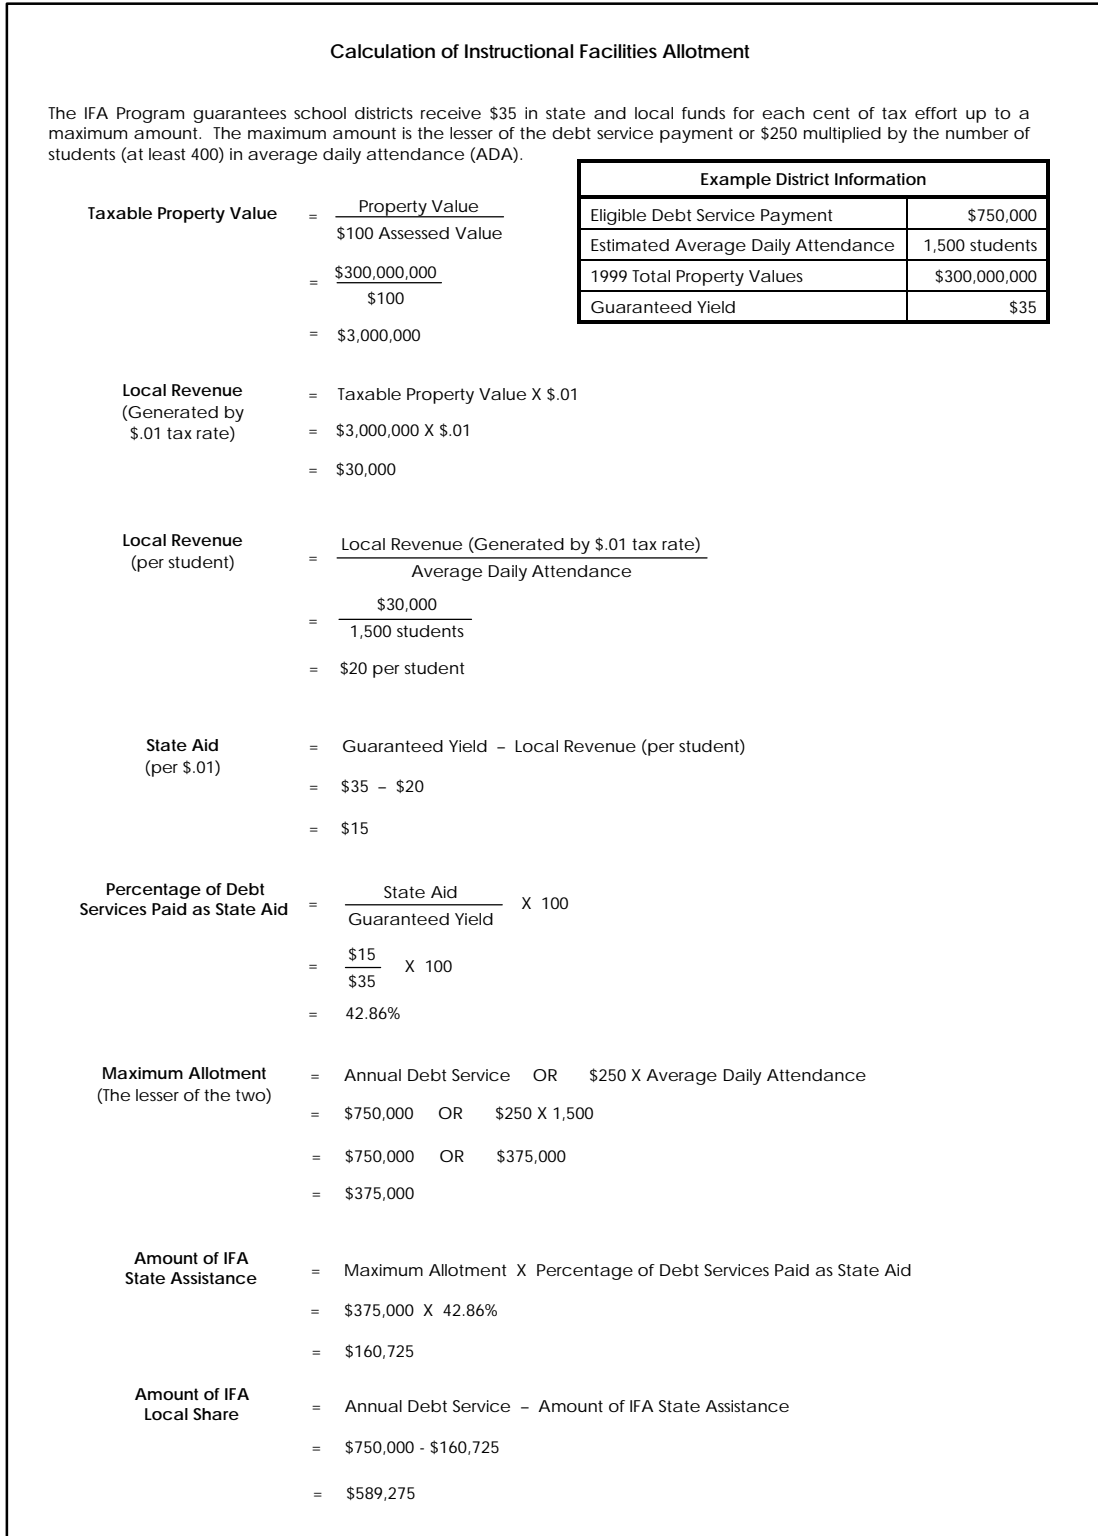 Calculation of Instructional Facilities Allotment
The IFA Program guarantees school districts receive $35 in state and local funds for each cent of tax effort up to a
maximum amount. The maximum amount is the lesser of the debt service payment or $250 multiplied by the number of
students (at least 400) in average daily attendance (ADA).
Example District Information
Eligible Debt Service Payment $750,000
Estimated Average Daily Attendance 1,500 students
1999 Total Property Values $300,000,000
Guaranteed Yield $35
Taxable Property Value = Property Value
$100 Assessed Value
= $300,000,000
$100
= $3,000,000
Local Revenue = Taxable Property Value X $.01
(Generated by
$.01 tax rate) = $3,000,000 X $.01
= $30,000
Local Revenue
(per student) = Local Revenue (Generated by $.01 tax rate)
Average Daily Attendance
= $30,000
1,500 students
= $20 per student
State Aid = Guaranteed Yield – Local Revenue (per student)
(per $.01)
= $35 – $20
= $15
Percentage of Debt
Services Paid as State Aid = State Aid X 100
Guaranteed Yield
= $15 X 100
$35
= 42.86%
Maximum Allotment = Annual Debt Service OR $250 X Average Daily Attendance
(The lesser of the two)
= $750,000 OR $250 X 1,500
= $750,000 OR $375,000
= $375,000
Amount of IFA
State Assistance = Maximum Allotment X Percentage of Debt Services Paid as State Aid
= $375,000 X 42.86%
= $160,725
Amount of IFA
Local Share = Annual Debt Service – Amount of IFA State Assistance
= $750,000 - $160,725
= $589,275